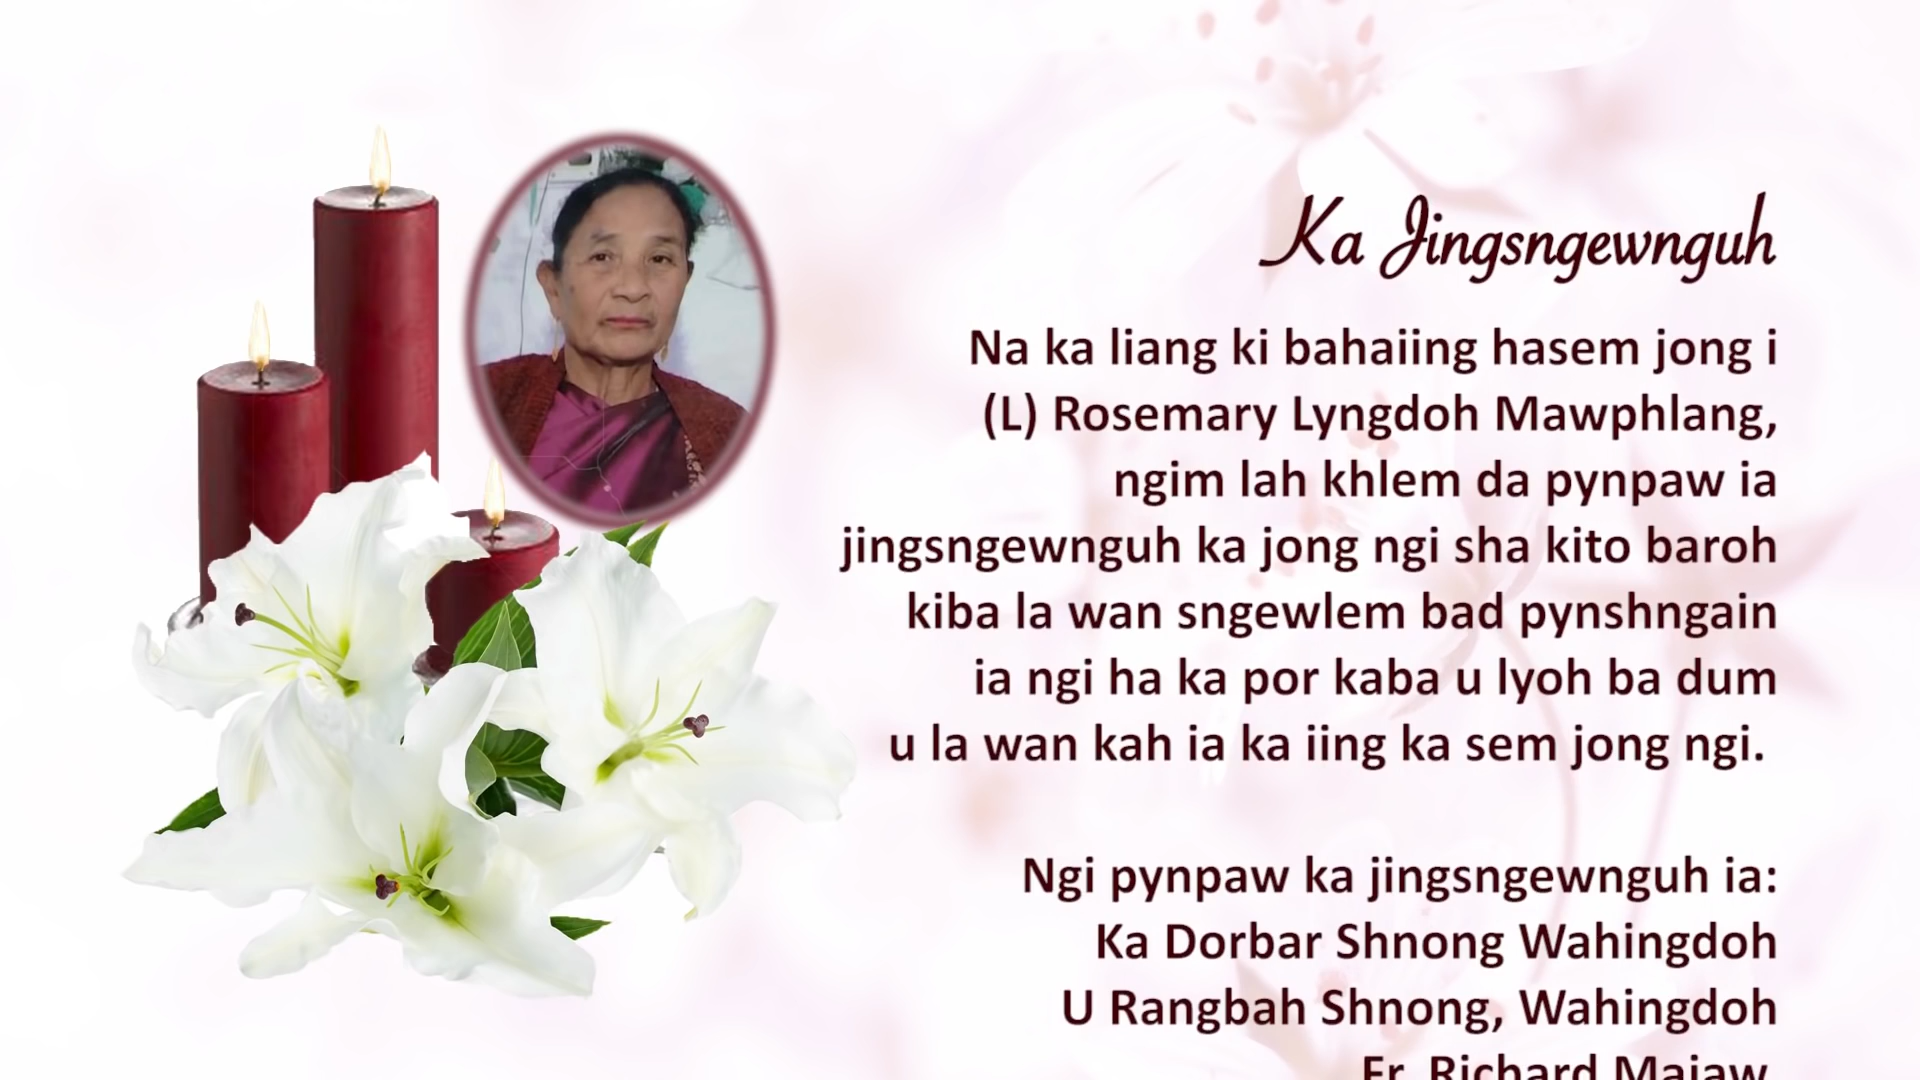 Ka Jingsngewnguh
Na ka liang ki bahaiing hasem jong i
(L) Rosemary Lyngdoh Mawphlang,
ngim lah khlem da pynpaw ia
jingsngewnguh ka jong ngi sha kito baroh
kiba la wan sngewlem bad pynshngain
ia ngi ha ka por kaba u lyoh ba dum
u la wan kah ia ka iing ka sem jong ngi.
Ngi pynpaw ka jingsngewnguh ia:
Ka Dorbar Shnong Wahingdoh
U Rangbah Shnong, Wahingdoh
Fr. Richard Majaw,